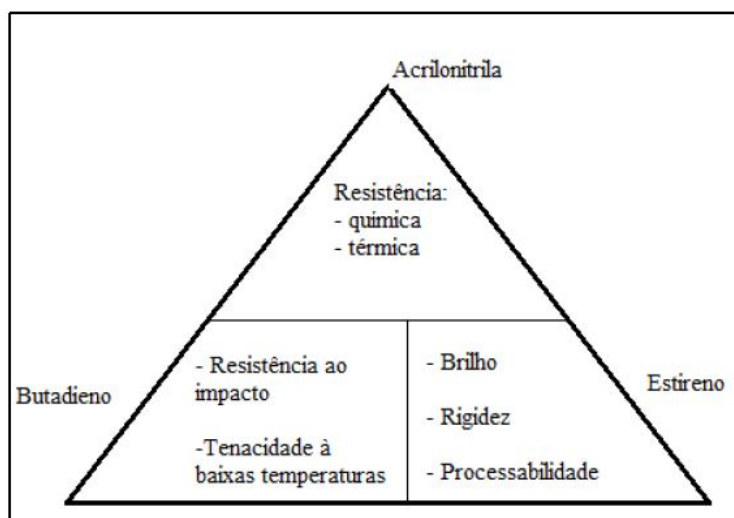 Acrilonitrila
Resistência:
- química
- térmica
Butadieno
- Resistência ao
impacto
-Tenacidade à
baixas temperaturas
- Brilho
- Rigidez
- Processabilidade
Estireno